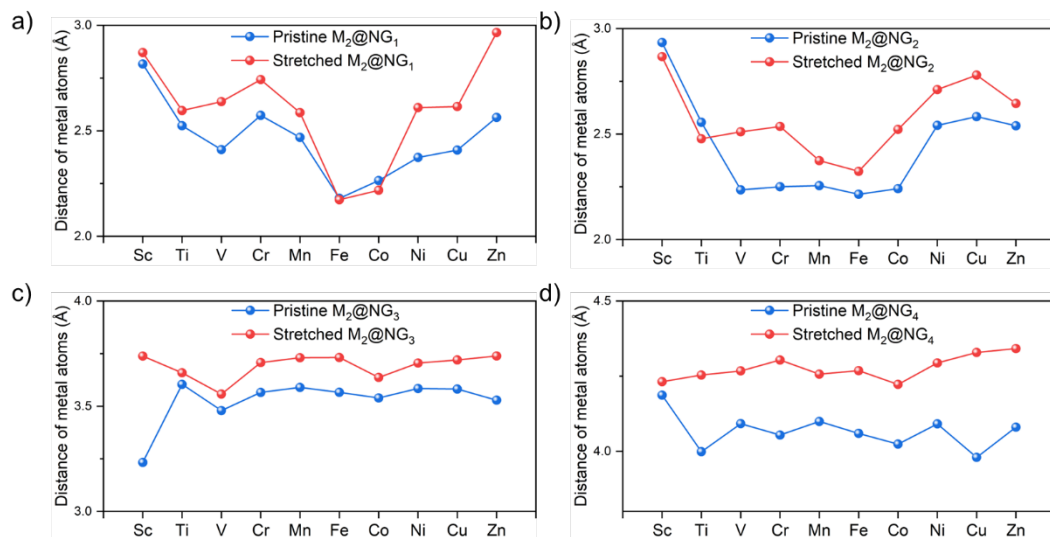 a)
Distance of metal atoms (Å)
3.0
2.5
2.0
Pristine M₂@NG₁
Stretched M₂@NG₁
Sc Ti V Cr Mn Fe Co Ni Cu Zn
b)
Distance of metal atoms (Å)
3.0
2.5
2.0
Pristine M₂@NG₂
Stretched M₂@NG₂
Sc Ti V Cr Mn Fe Co Ni Cu Zn
c)
Distance of metal atoms (Å)
4.0
3.5
3.0
Pristine M₂@NG₃
Stretched M₂@NG₃
Sc Ti V Cr Mn Fe Co Ni Cu Zn
d)
Distance of metal atoms (Å)
4.5
4.0
Pristine M₂@NG₄
Stretched M₂@NG₄
Sc Ti V Cr Mn Fe Co Ni Cu Zn